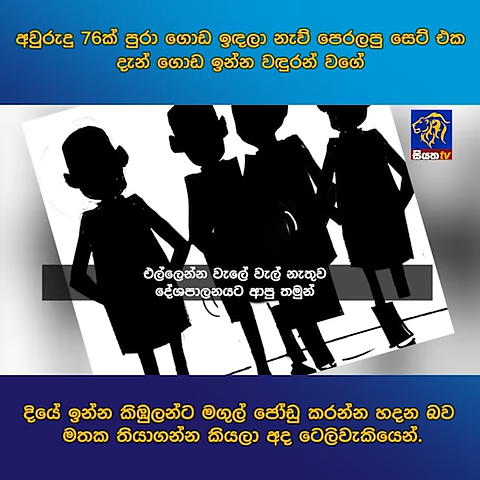 අවුරුදු 76ක් පුරා ගොඩ ඉඳලා නැව් පෙරලපු සෙට් එක
දැන් ගොඩ ඉන්න වඳුරන් වගේ
සියත tv
එල්ලෙන්න වැලේ වැල් නැතුව
දේශපාලනයට ආපු තමුන්
දියේ ඉන්න කිඹුලන්ට මගුල් ජෝඩු කරන්න හදන බව
මතක තියාගන්න කියලා අද ටෙලිවැකියෙන්.